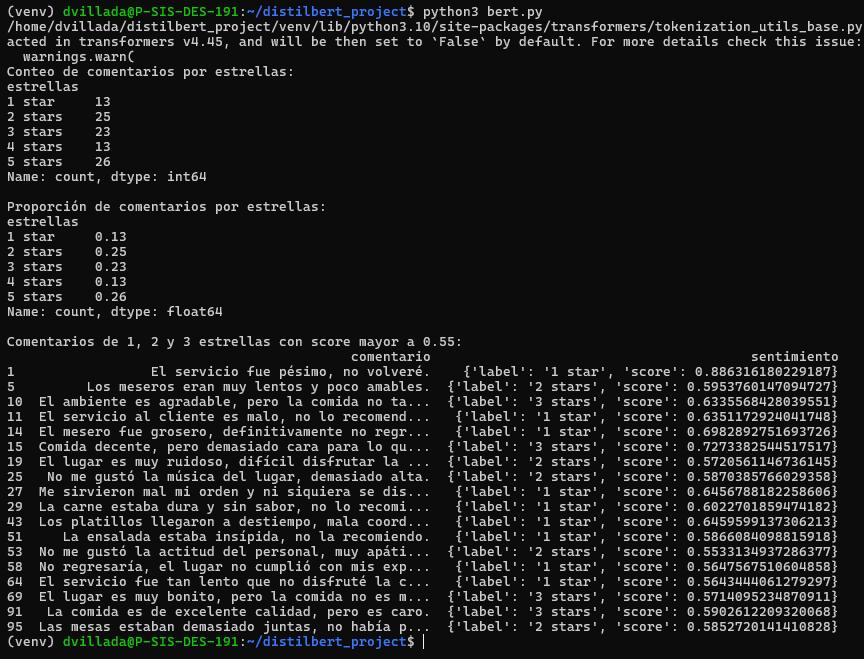 (venv) dvillada@P-SIS-DES-191:~/distilbert_project$ python3 bert.py
/home/dvillada/distilbert_project/venv/lib/python3.10/site-packages/transformers/tokenization_utils_base.py
acted in transformers v4.45, and will be then set to `False` by default. For more details check this issue:
  warnings.warn(
Conteo de comentarios por estrellas:
estrellas
1 star     13
2 stars    25
3 stars    23
4 stars    13
5 stars    26
Name: count, dtype: int64

Proporción de comentarios por estrellas:
estrellas
1 star     0.13
2 stars    0.25
3 stars    0.23
4 stars    0.13
5 stars    0.26
Name: count, dtype: float64

Comentarios de 1, 2 y 3 estrellas con score mayor a 0.55:
                                           comentario                                        sentimiento
1                  El servicio fue pésimo, no volveré.    {'label': '1 star', 'score': 0.886316180229187}
5          Los meseros eran muy lentos y poco amables.  {'label': '2 stars', 'score': 0.5953760147094727}
10  El ambiente es agradable, pero la comida no ta...  {'label': '3 stars', 'score': 0.6335568428039551}
11  El servicio al cliente es malo, no lo recomend...   {'label': '1 star', 'score': 0.6351172924041748}
14  El mesero fue grosero, definitivamente no regr...   {'label': '1 star', 'score': 0.6982892751693726}
15  Comida decente, pero demasiado cara para lo qu...  {'label': '3 stars', 'score': 0.7273382544517517}
19  El lugar es muy ruidoso, difícil disfrutar la ...  {'label': '2 stars', 'score': 0.5720561146736145}
25   No me gustó la música del lugar, demasiado alta.  {'label': '2 stars', 'score': 0.5870385766029358}
27  Me sirvieron mal mi orden y ni siquiera se dis...   {'label': '1 star', 'score': 0.6456788182258606}
29  La carne estaba dura y sin sabor, no lo recomi...   {'label': '1 star', 'score': 0.6022701859474182}
43  Los platillos llegaron a destiempo, mala coord...   {'label': '1 star', 'score': 0.6459599137306213}
51     La ensalada estaba insípida, no la recomiendo.   {'label': '1 star', 'score': 0.5866084098815918}
53  No me gustó la actitud del personal, muy apáti...  {'label': '2 stars', 'score': 0.5533134937286377}
58  No regresaría, el lugar no cumplió con mis exp...   {'label': '1 star', 'score': 0.5647567510604858}
64  El servicio fue tan lento que no disfruté la c...   {'label': '1 star', 'score': 0.5643444061279297}
69  El lugar es muy bonito, pero la comida no es m...  {'label': '3 stars', 'score': 0.5714095234870911}
91   La comida es de excelente calidad, pero es caro.  {'label': '3 stars', 'score': 0.5902612209320068}
95  Las mesas estaban demasiado juntas, no había p...  {'label': '2 stars', 'score': 0.5852720141410828}
(venv) dvillada@P-SIS-DES-191:~/distilbert_project$